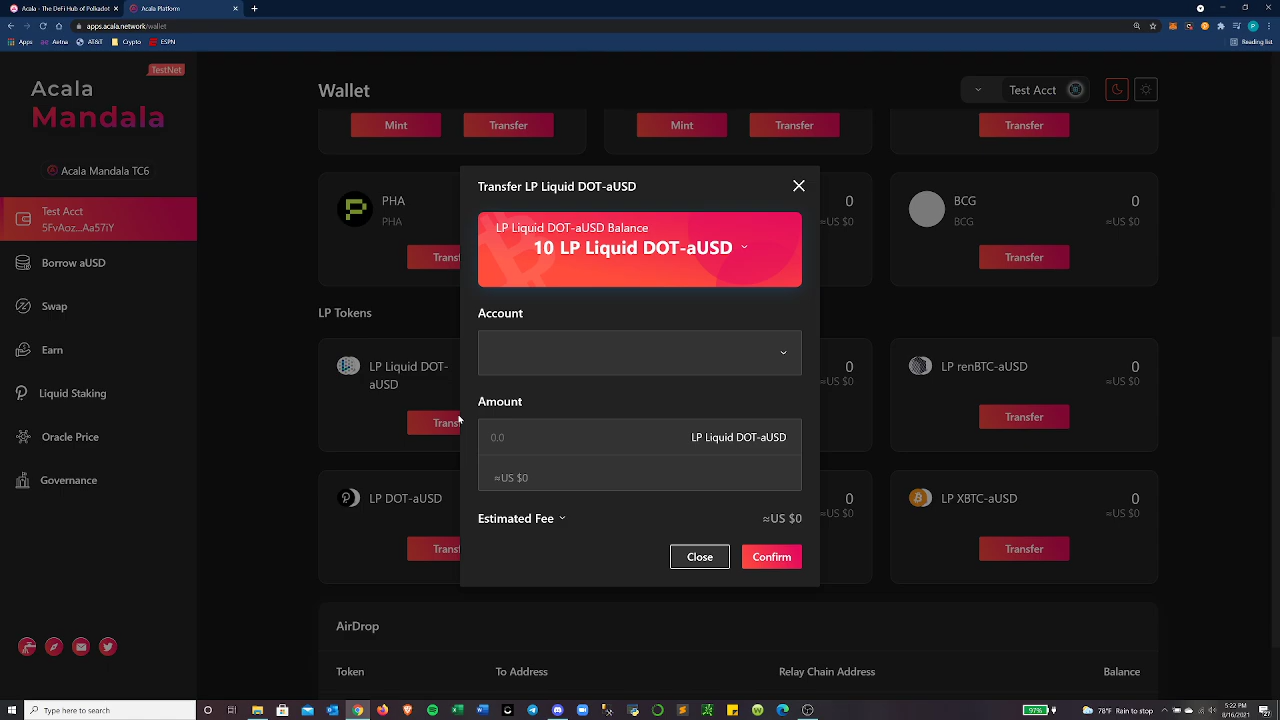 Acala - The DeFi Hub of Polkadot
Acala Platform
apps.acala.network/wallet
Apps
Aetna
AT&T
Crypto
ESPN
Reading list
TestNet
Acala
Mandala
Acala Mandala TC6
Test Acct
5FvAoz...Aa57iY
Borrow aUSD
Swap
Earn
Liquid Staking
Oracle Price
Governance
Wallet
Test Acct
Mint
Transfer
Mint
Transfer
Transfer
PHA
PHA
Transf
0
≈US $0
BCG
BCG
0
≈US $0
Transfer
LP Tokens
LP Liquid DOT-
aUSD
Transf
0
≈US $0
LP renBTC-aUSD
0
≈US $0
Transfer
LP DOT-aUSD
Transf
0
≈US $0
LP XBTC-aUSD
0
≈US $0
Transfer
Transfer LP Liquid DOT-aUSD
LP Liquid DOT-aUSD Balance
10 LP Liquid DOT-aUSD
Account
Amount
0.0
LP Liquid DOT-aUSD
≈US $0
Estimated Fee
≈US $0
Close
Confirm
AirDrop
Token
To Address
Relay Chain Address
Balance
Type here to search
97%
78°F Rain to stop
5:22 PM
8/16/2021